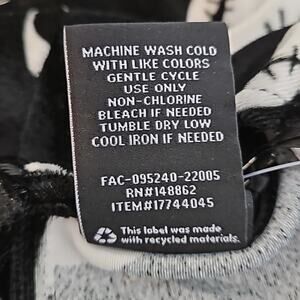 MACHINE WASH COLD
WITH LIKE COLORS
GENTLE CYCLE
USE ONLY
NON-CHLORINE
BLEACH IF NEEDED
TUMBLE DRY LOW
COOL IRON IF NEEDED
FAC-095240-22005
RN#148862
ITEM#17744045
This label was made
with recycled materials.